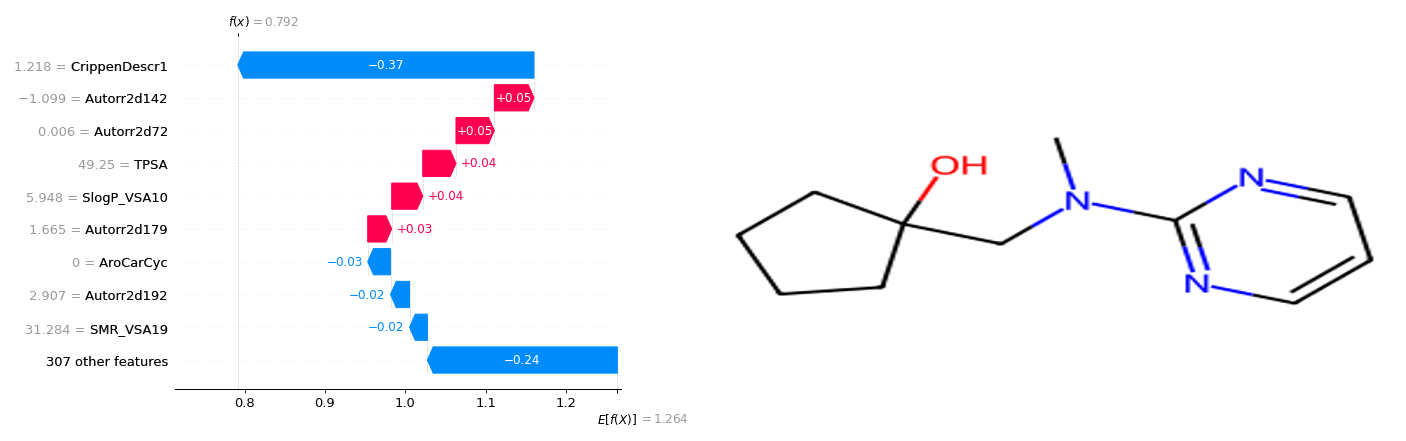 f(x) = 0.792
1.218 = CrippenDescr1
−0.37
−1.099 = Autorr2d142
+0.05
0.006 = Autorr2d72
+0.05
49.25 = TPSA
+0.04
5.948 = SlogP_VSA10
+0.04
1.665 = Autorr2d179
+0.03
0 = AroCarCyc
−0.03
2.907 = Autorr2d192
−0.02
31.284 = SMR_VSA19
−0.02
307 other features
−0.24
0.8 0.9 1.0 1.1 1.2
E[f(X)] = 1.264
OH
N
N
N